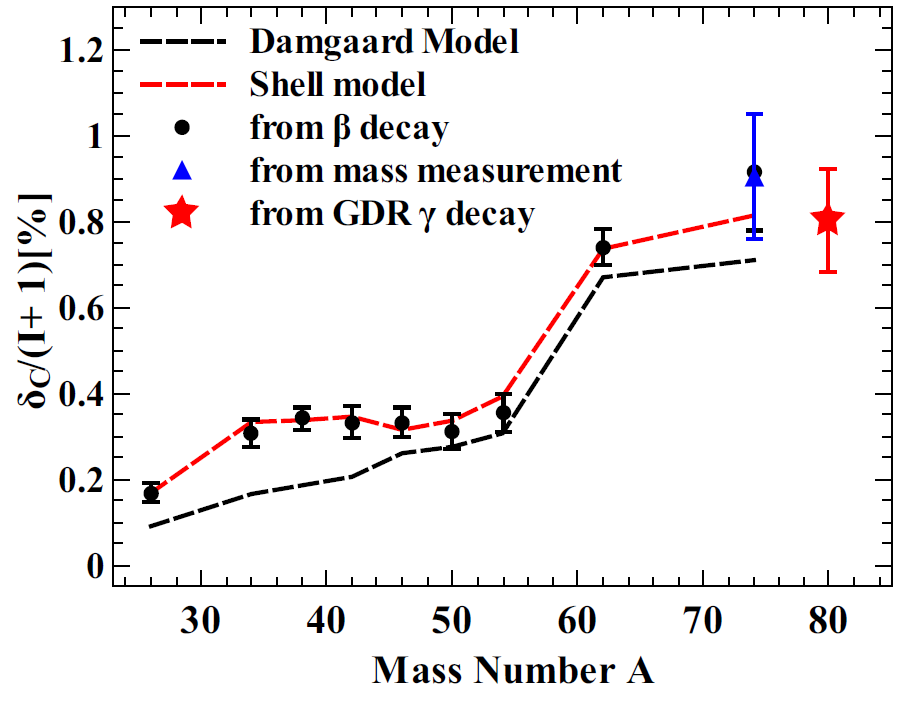 Damgaard Model
Shell model
from β decay
from mass measurement
from GDR γ decay
δC/(I+ 1)[%]
1.2
1
0.8
0.6
0.4
0.2
0
30 40 50 60 70 80
Mass Number A